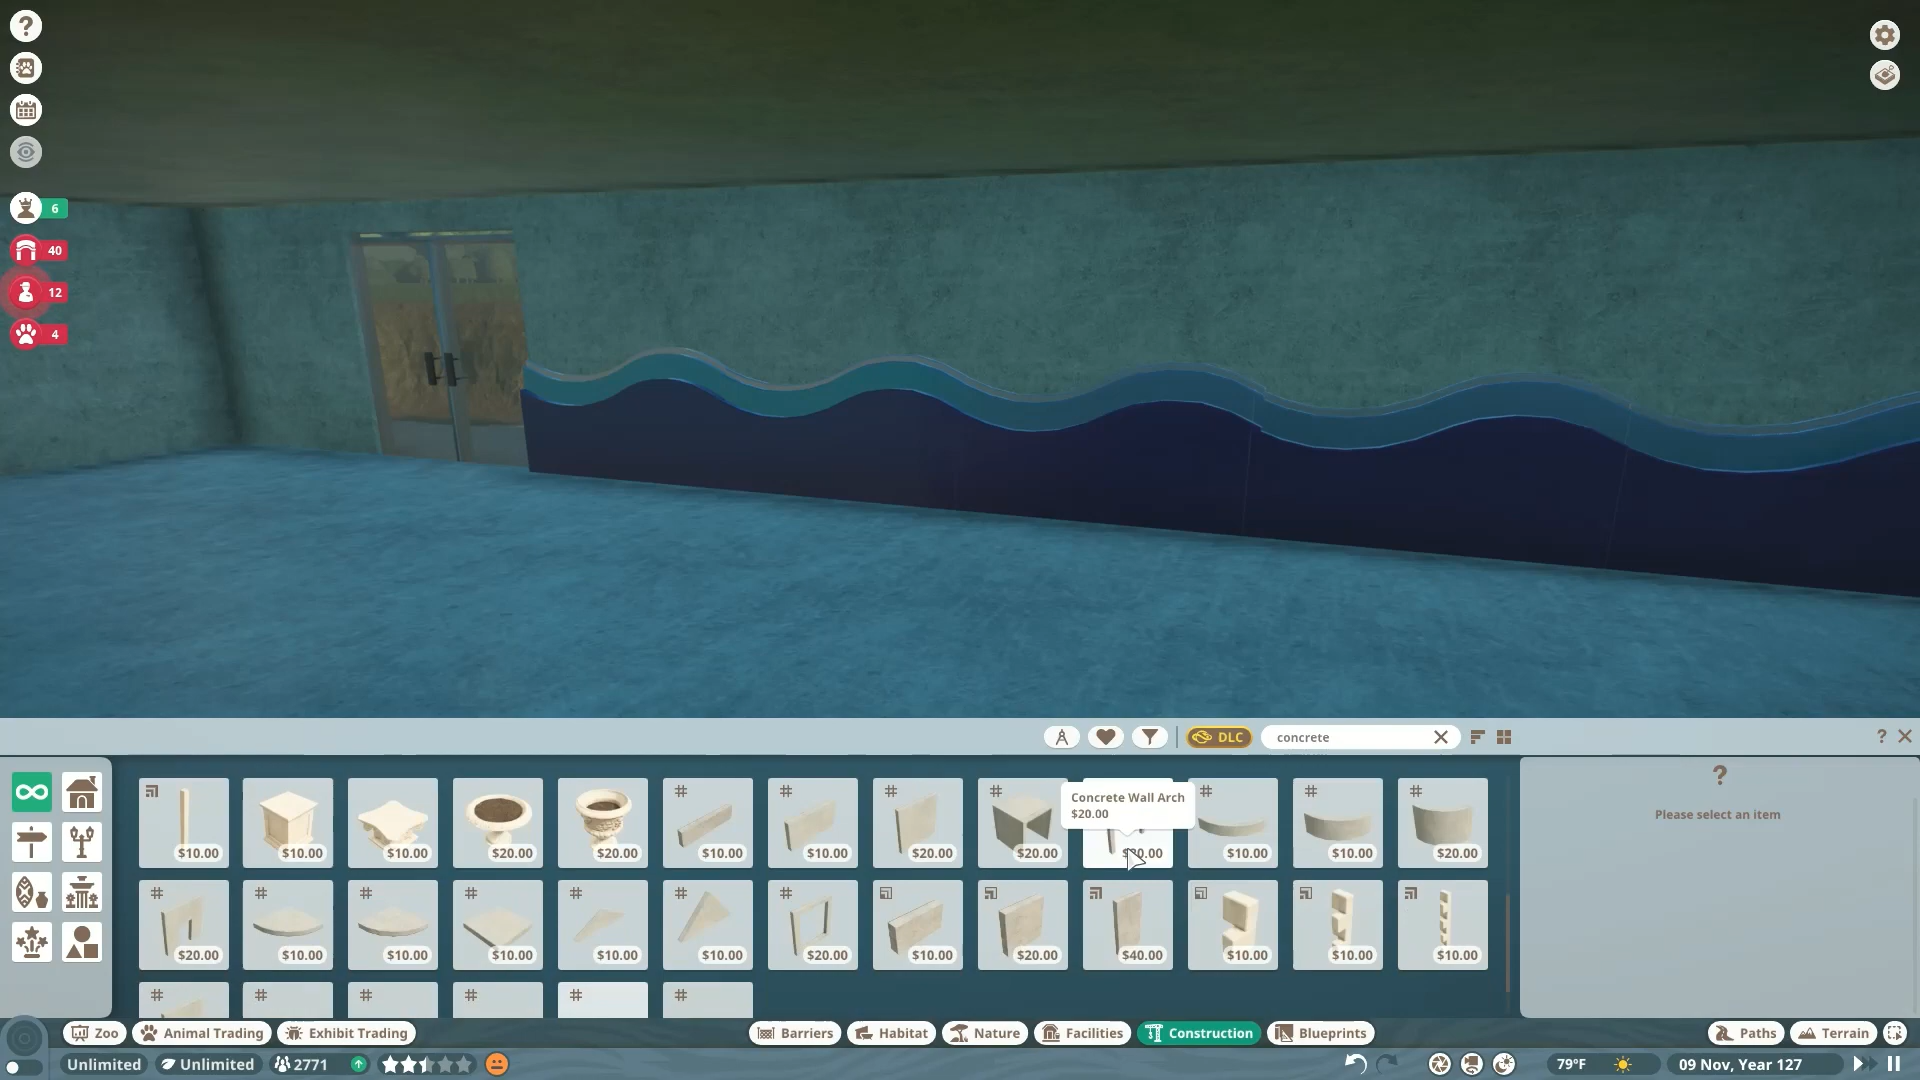 ?
6
40
12
4
DLC
concrete
?
$10.00
$10.00
$10.00
$20.00
$20.00
$10.00
$10.00
$20.00
$20.00
Concrete Wall Arch
$20.00
$10.00
$10.00
$20.00
?
Please select an item
$20.00
$10.00
$10.00
$10.00
$10.00
$10.00
$20.00
$10.00
$20.00
$40.00
$10.00
$10.00
$10.00
Zoo
Animal Trading
Exhibit Trading
Barriers
Habitat
Nature
Facilities
Construction
Blueprints
Paths
Terrain
Unlimited
Unlimited
2771
79°F
09 Nov, Year 127